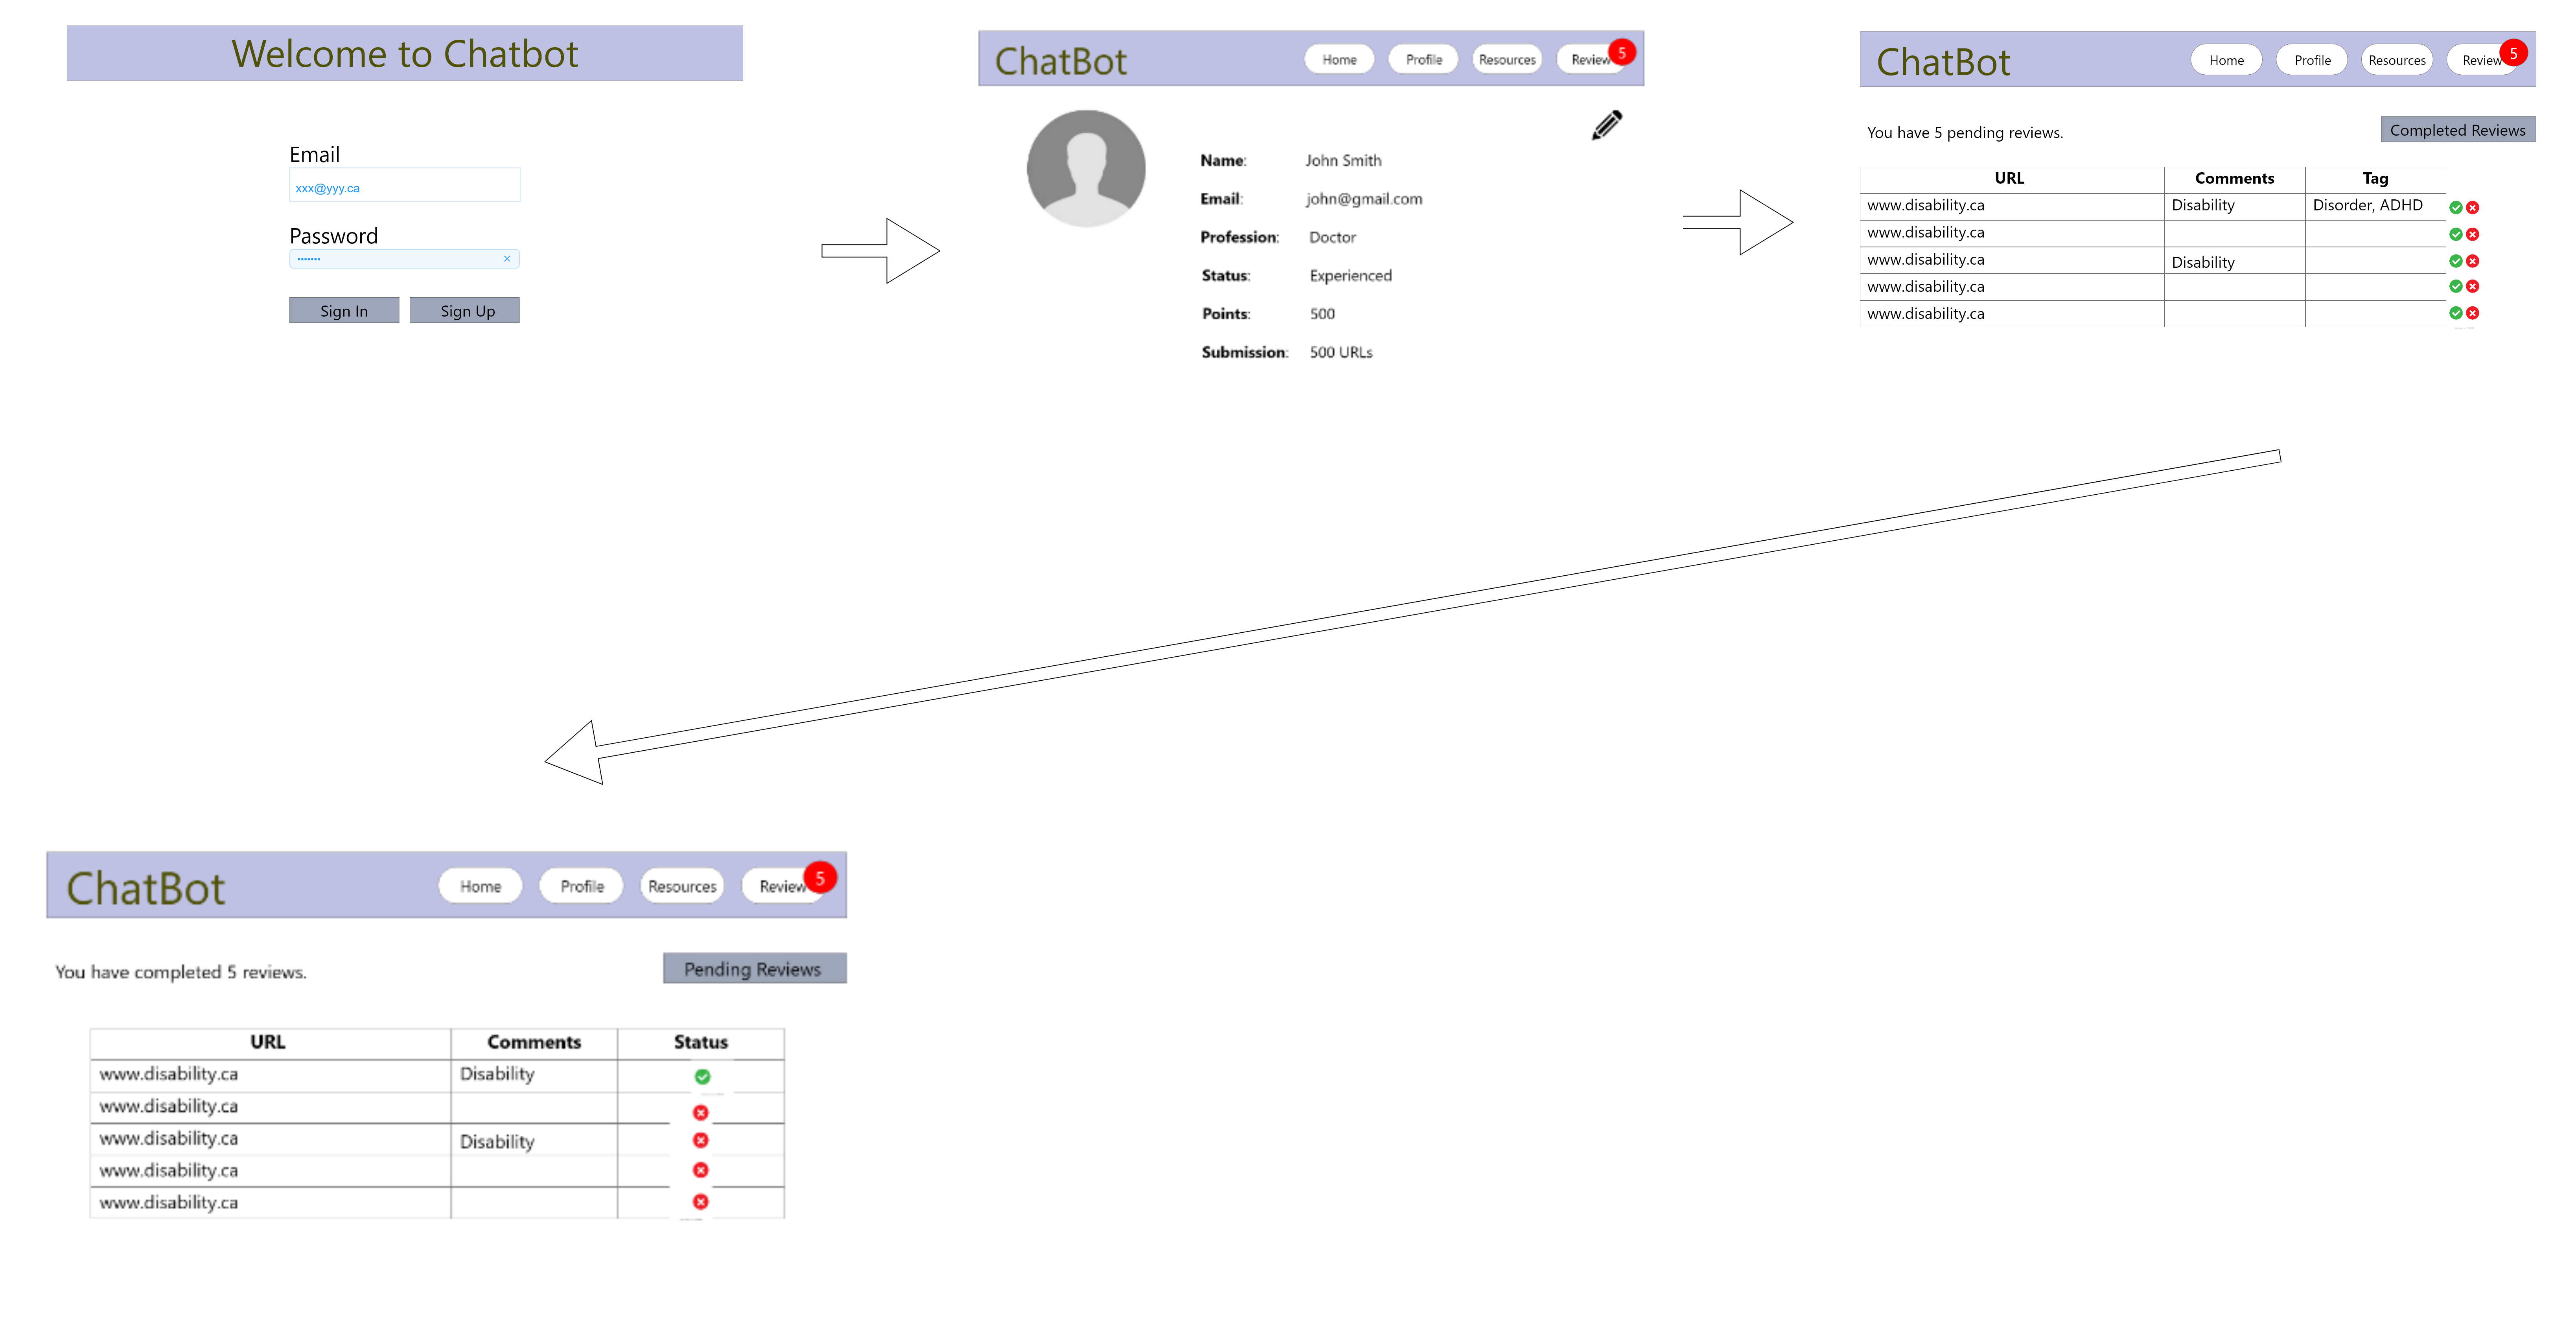 Welcome to Chatbot
Email
xxx@yyy.ca
Password
•••••••
Sign In Sign Up
ChatBot Home Profile Resources Review 5
Name: John Smith
Email: john@gmail.com
Profession: Doctor
Status: Experienced
Points: 500
Submission: 500 URLs
ChatBot Home Profile Resources Review 5
You have 5 pending reviews. Completed Reviews
URL Comments Tag
www.disability.ca Disability Disorder, ADHD
www.disability.ca
www.disability.ca Disability
www.disability.ca
www.disability.ca
ChatBot Home Profile Resources Review 5
You have completed 5 reviews. Pending Reviews
URL Comments Status
www.disability.ca Disability
www.disability.ca
www.disability.ca Disability
www.disability.ca
www.disability.ca